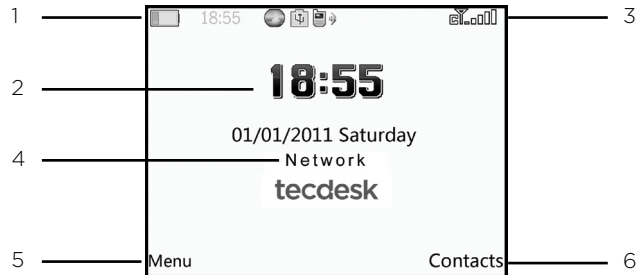 1
18:55
3
2
18:55
01/01/2011 Saturday
4
Network
tecdesk
5
Menu
Contacts
6